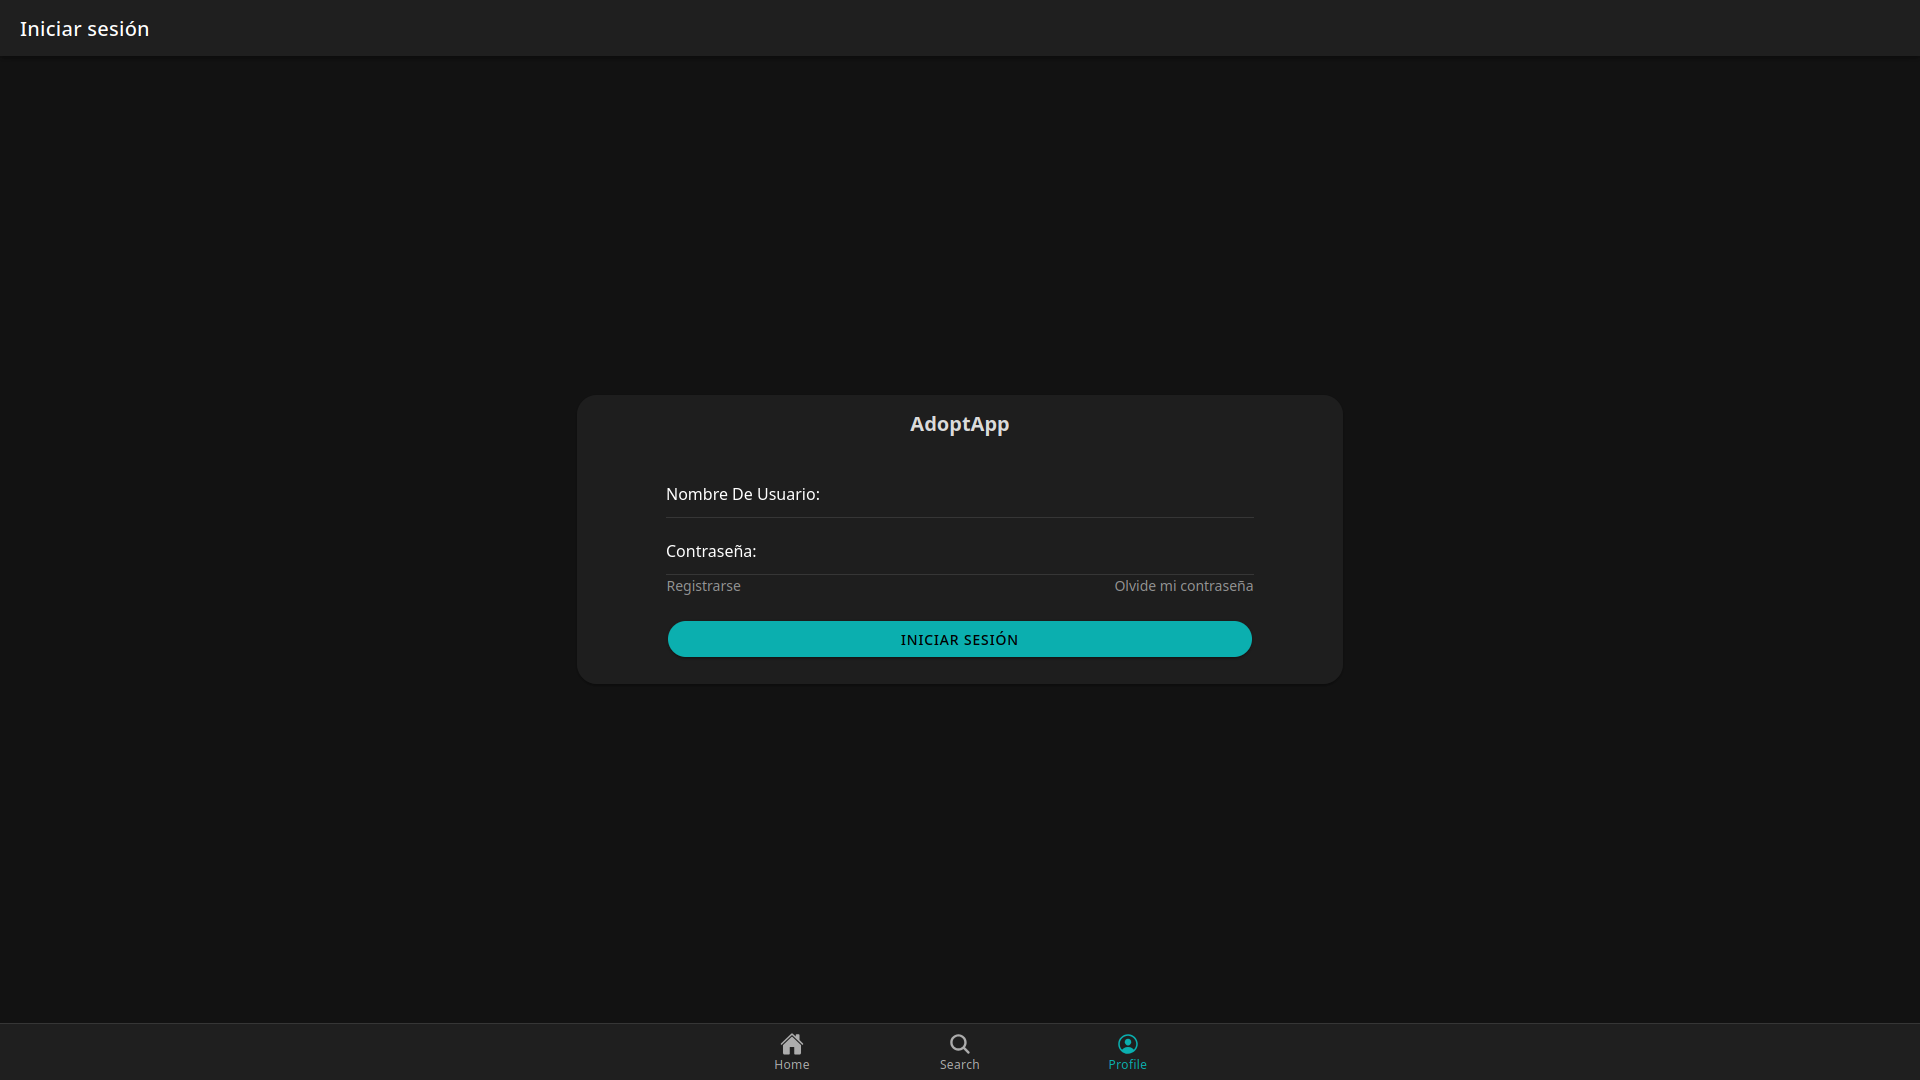 Iniciar sesión
AdoptApp
Nombre De Usuario:
Contraseña:
Registrarse Olvide mi contraseña
INICIAR SESIÓN
Home Search Profile